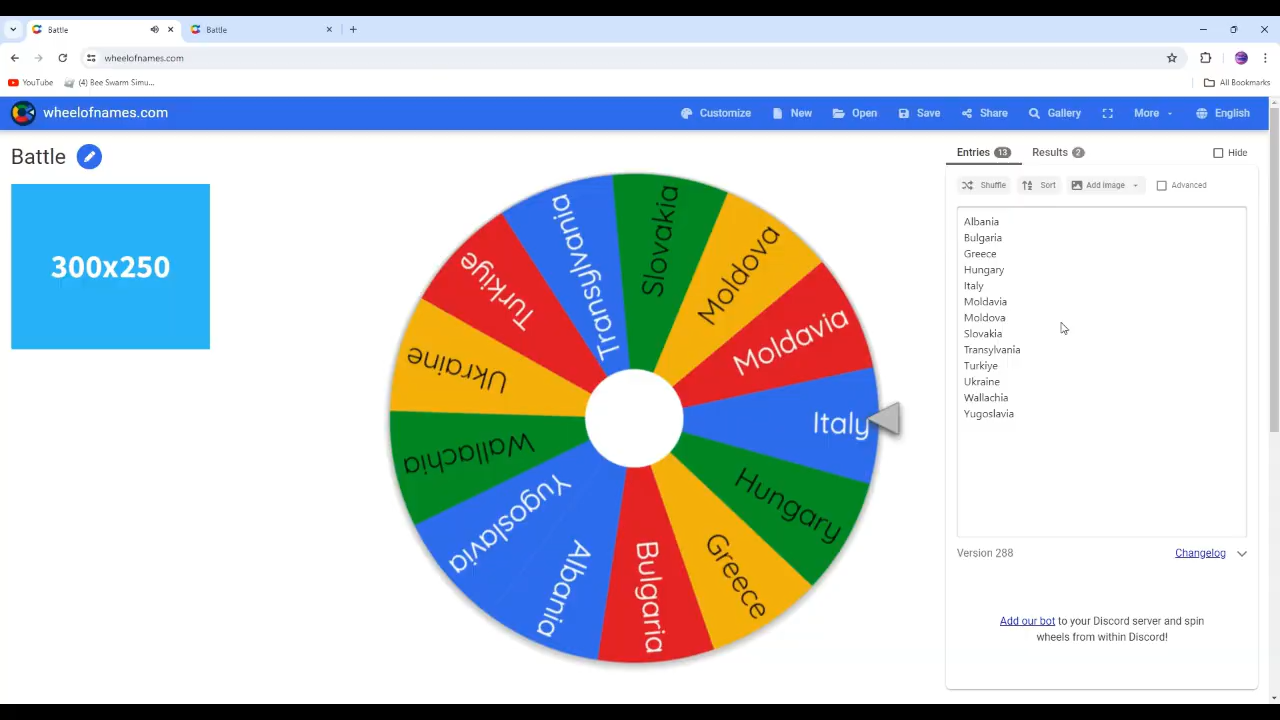 Battle
Battle
wheelofnames.com
YouTube
(4) Bee Swarm Simu...
All Bookmarks
wheelofnames.com
Customize
New
Open
Save
Share
Gallery
More
English
Battle
300x250
Slovakia
Moldova
Moldavia
Italy
Hungary
Greece
Bulgaria
Albania
Yugoslavia
Wallachia
Ukraine
Turkiye
Transylvania
Entries 13
Results 2
Hide
Shuffle
Sort
Add image
Advanced
Albania
Bulgaria
Greece
Hungary
Italy
Moldavia
Moldova
Slovakia
Transylvania
Turkiye
Ukraine
Wallachia
Yugoslavia
Version 288
Changelog
Add our bot to your Discord server and spin
wheels from within Discord!